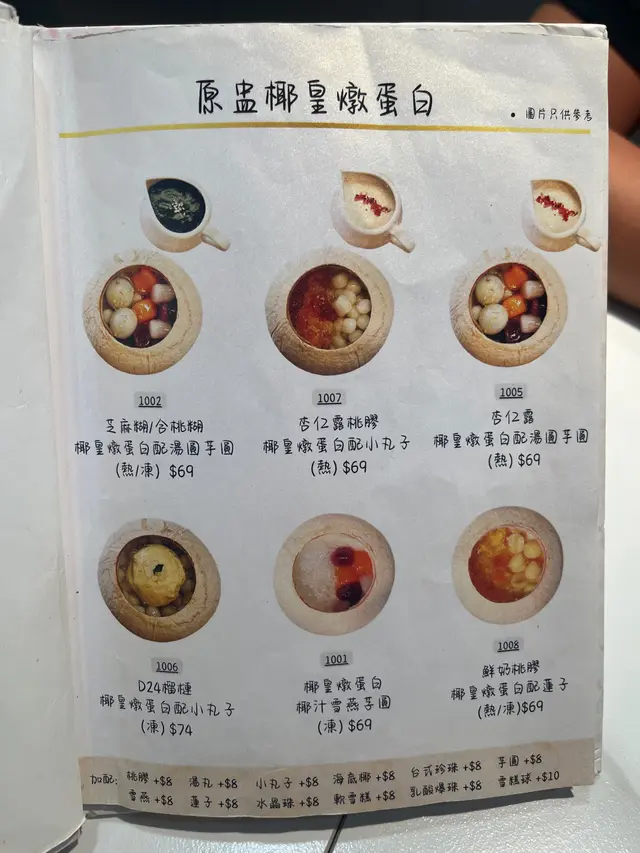 原盅椰皇燉蛋白
• 圖片只供參考
1002
芝麻糊/合桃糊
椰皇燉蛋白配湯圓芋圓
(熱/凍) $69
1007
杏仁露桃膠
椰皇燉蛋白配小丸子
(熱) $69
1005
杏仁露
椰皇燉蛋白配湯圓芋圓
(熱) $69
1006
D24榴槤
椰皇燉蛋白配小丸子
(凍) $74
1001
椰皇燉蛋白
椰汁雪燕芋圓
(凍) $69
1008
鮮奶桃膠
椰皇燉蛋白配蓮子
(熱/凍)$69
加配: 桃膠 +$8 湯丸 +$8 小丸子 +$8 海底椰 +$8 台式珍珠 +$8 芋圓 +$8
雪燕 +$8 蓮子 +$8 水晶珠 +$8 軟雪糕 +$8 乳酸爆珠 +$8 雪糕球 +$10